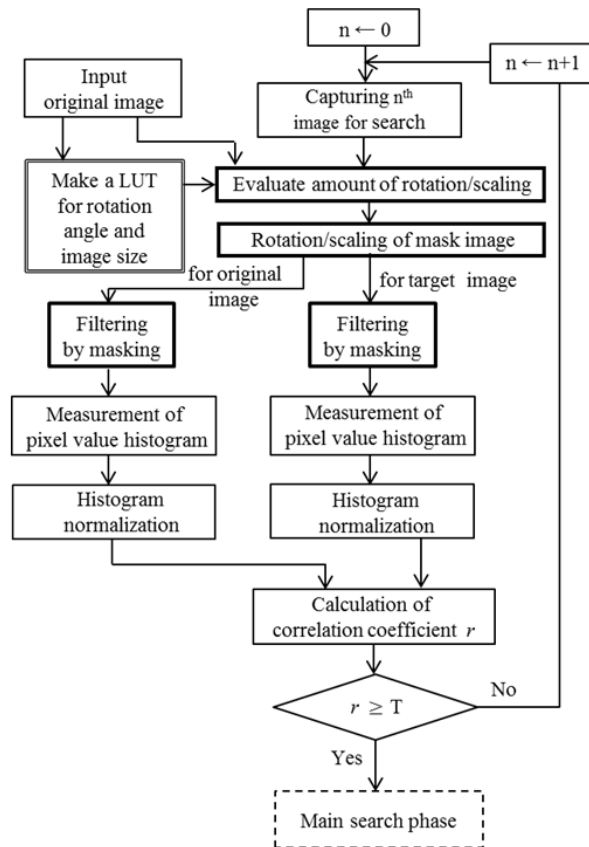 n ← 0
n ← n+1
Input
original image
Capturing nth
image for search
Make a LUT
for rotation
angle and
image size
Evaluate amount of rotation/scaling
Rotation/scaling of mask image
for original
image
for target image
Filtering
by masking
Filtering
by masking
Measurement of
pixel value histogram
Measurement of
pixel value histogram
Histogram
normalization
Histogram
normalization
Calculation of
correlation coefficient r
r ≥ T
No
Yes
Main search phase